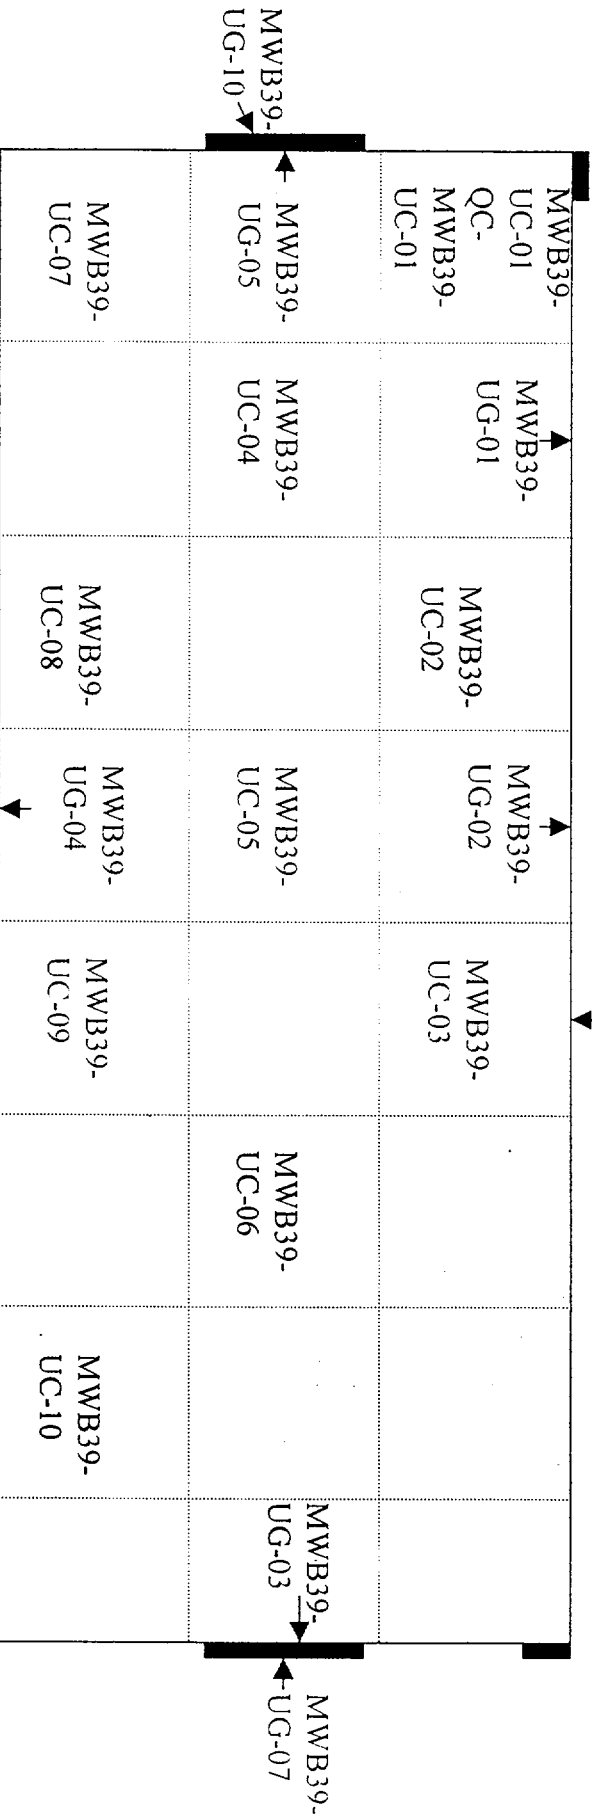 MWB39-
UC-01
QC-
MWB39-
UC-01
MWB39-
UG-01
MWB39-
UC-02
MWB39-
UG-02
MWB39-
UC-03
MWB39-
UG-10
MWB39-
UG-05
MWB39-
UC-04
MWB39-
UC-05
MWB39-
UC-06
MWB39-
UG-03
MWB39-
UG-07
MWB39-
UC-07
MWB39-
UC-08
MWB39-
UG-04
MWB39-
UC-09
MWB39-
UC-10